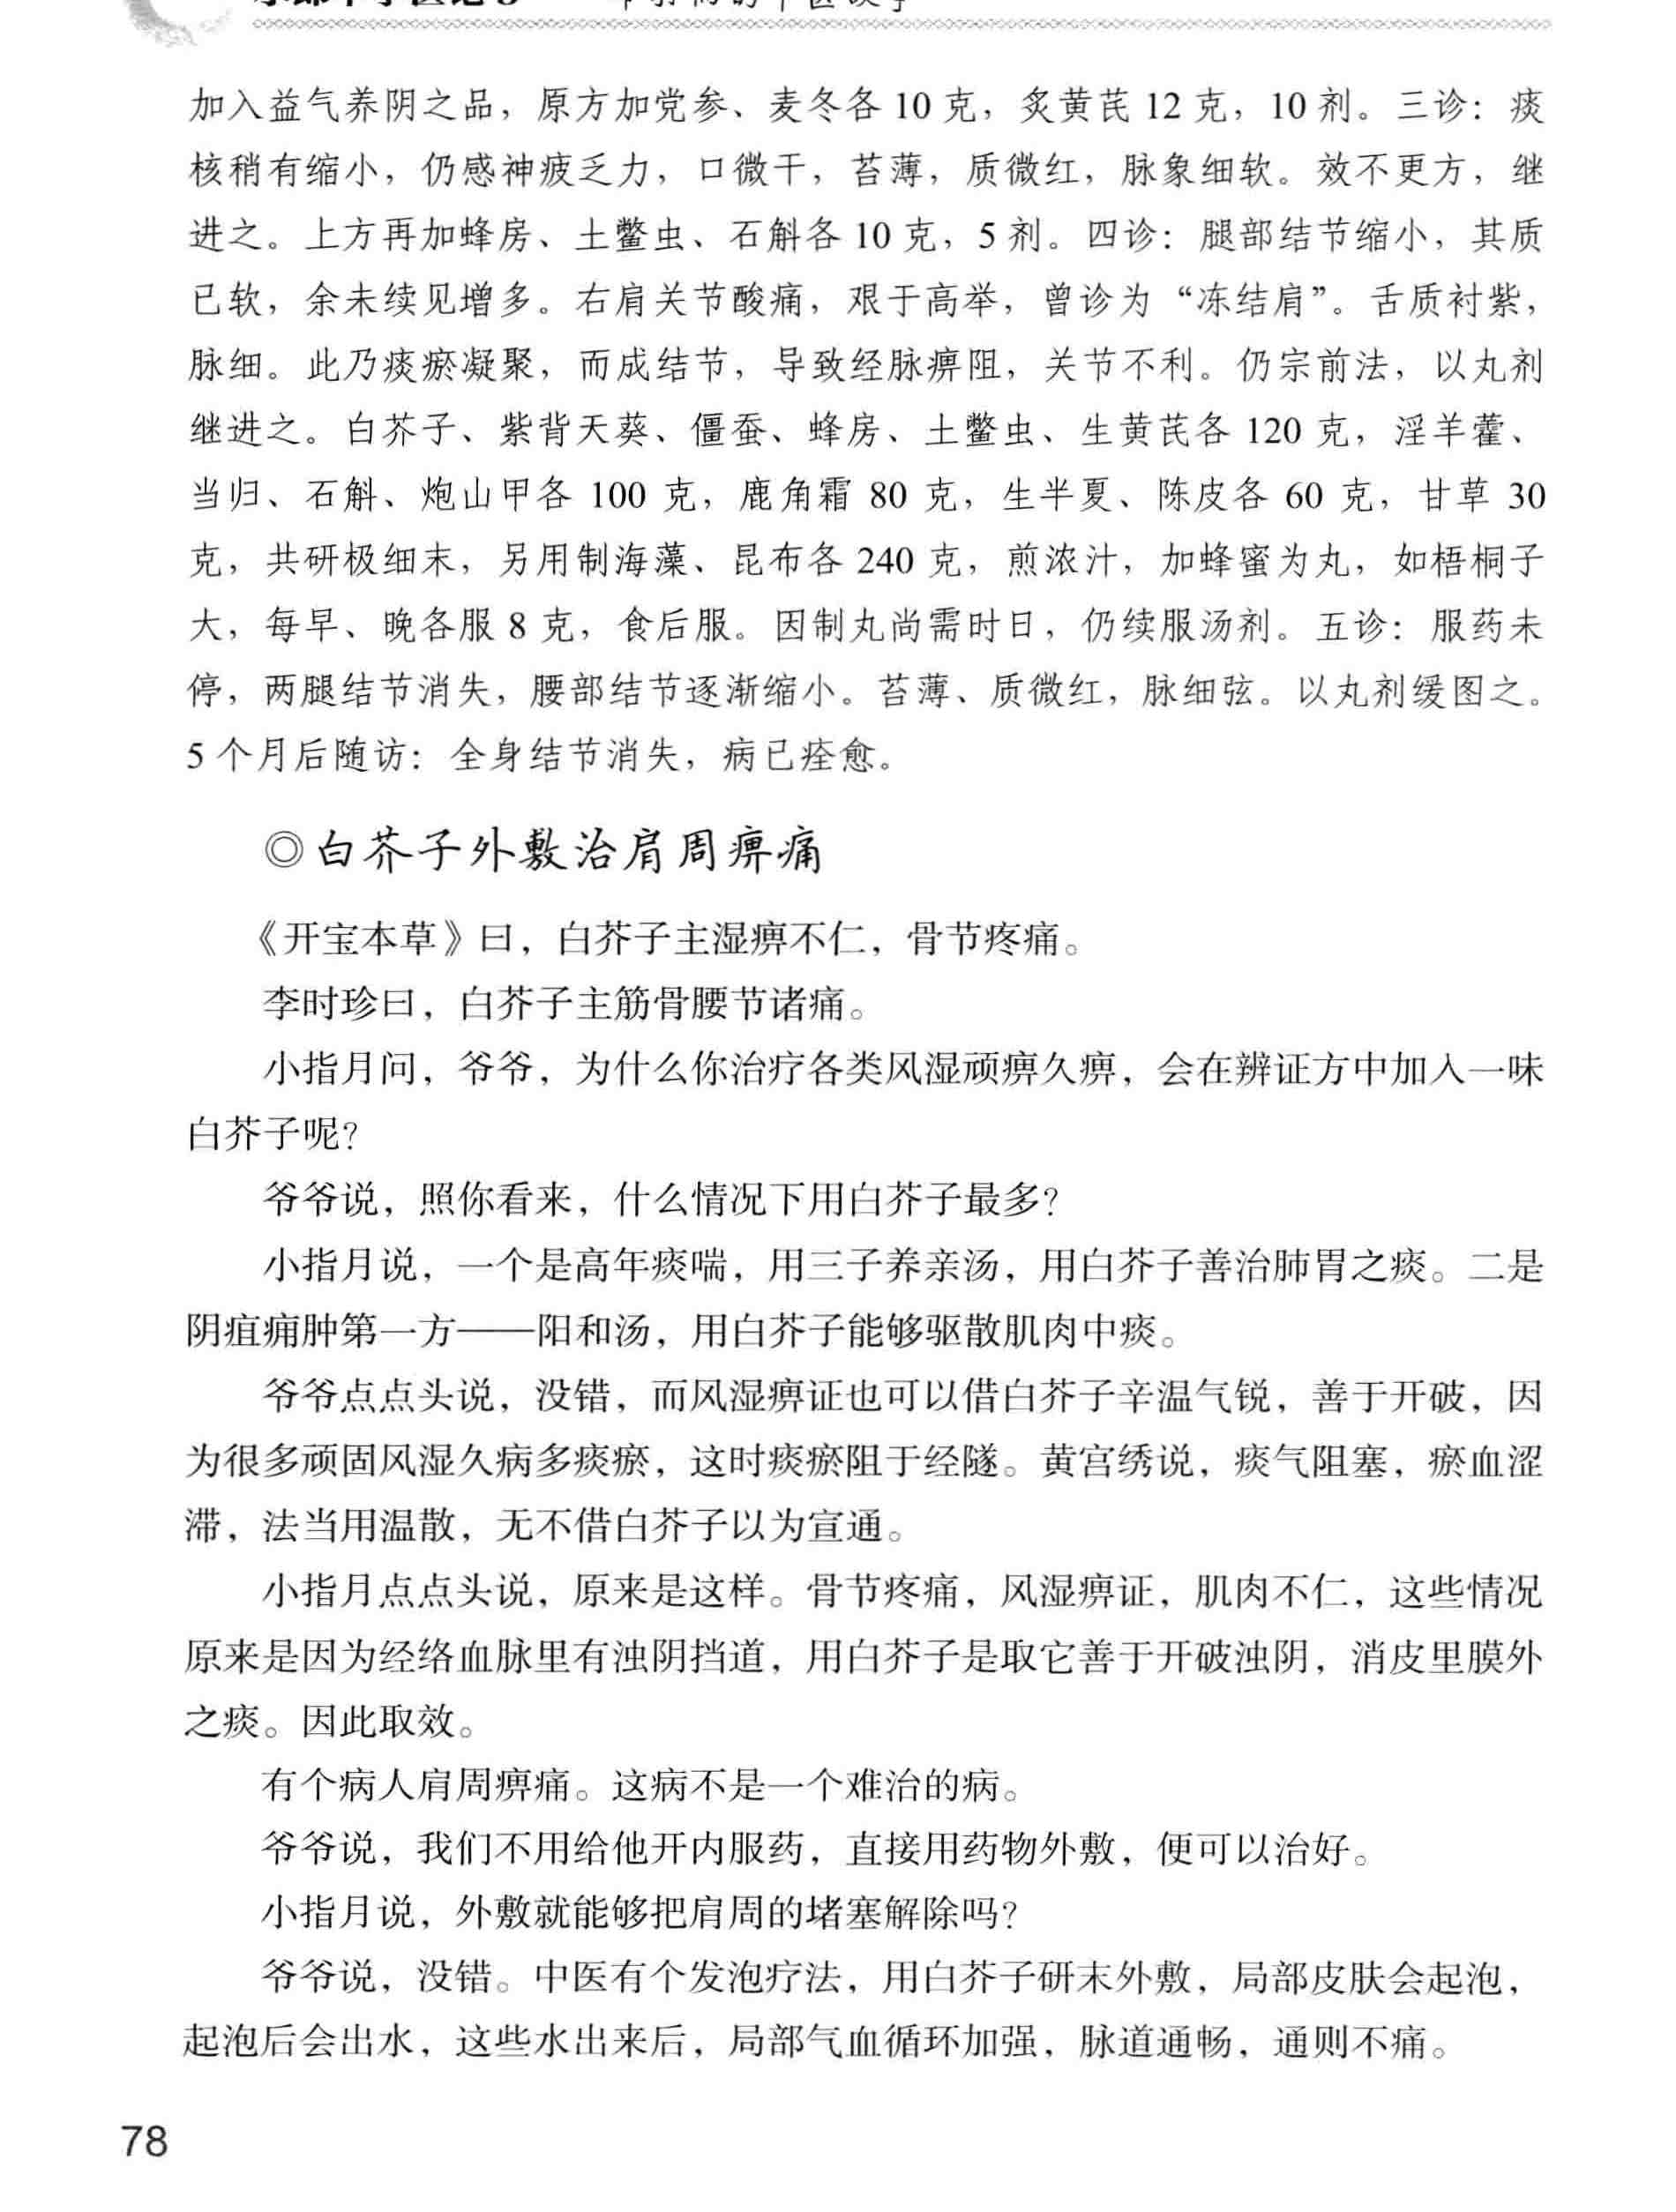 加入益气养阴之品，原方加党参、麦冬各 10 克，炙黄芪 12 克，10 剂。三诊：痰
核稍有缩小，仍感神疲乏力，口微干，苔薄，质微红，脉象细软。效不更方，继
进之。上方再加蜂房、土鳖虫、石斛各 10 克，5 剂。四诊：腿部结节缩小，其质
已软，余未续见增多。右肩关节酸痛，艰于高举，曾诊为“冻结肩”。舌质衬紫，
脉细。此乃痰瘀凝聚，而成结节，导致经脉痹阻，关节不利。仍宗前法，以丸剂
继进之。白芥子、紫背天葵、僵蚕、蜂房、土鳖虫、生黄芪各 120 克，淫羊藿、
当归、石斛、炮山甲各 100 克，鹿角霜 80 克，生半夏、陈皮各 60 克，甘草 30
克，共研极细末，另用制海藻、昆布各 240 克，煎浓汁，加蜂蜜为丸，如梧桐子
大，每早、晚各服 8 克，食后服。因制丸尚需时日，仍续服汤剂。五诊：服药未
停，两腿结节消失，腰部结节逐渐缩小。苔薄、质微红，脉细弦。以丸剂缓图之。
5 个月后随访：全身结节消失，病已痊愈。
◎白芥子外敷治肩周痹痛
《开宝本草》曰，白芥子主湿痹不仁，骨节疼痛。
李时珍曰，白芥子主筋骨腰节诸痛。
小指月问，爷爷，为什么你治疗各类风湿顽痹久痹，会在辨证方中加入一味
白芥子呢？
爷爷说，照你看来，什么情况下用白芥子最多？
小指月说，一个是高年痰喘，用三子养亲汤，用白芥子善治肺胃之痰。二是
阴疽痈肿第一方——阳和汤，用白芥子能够驱散肌肉中痰。
爷爷点点头说，没错，而风湿痹证也可以借白芥子辛温气锐，善于开破，因
为很多顽固风湿久病多痰瘀，这时痰瘀阻于经隧。黄宫绣说，痰气阻塞，瘀血涩
滞，法当用温散，无不借白芥子以为宣通。
小指月点点头说，原来是这样。骨节疼痛，风湿痹证，肌肉不仁，这些情况
原来是因为经络血脉里有浊阴挡道，用白芥子是取它善于开破浊阴，消皮里膜外
之痰。因此取效。
有个病人肩周痹痛。这病不是一个难治的病。
爷爷说，我们不用给他开内服药，直接用药物外敷，便可以治好。
小指月说，外敷就能够把肩周的堵塞解除吗？
爷爷说，没错。中医有个发泡疗法，用白芥子研末外敷，局部皮肤会起泡，
起泡后会出水，这些水出来后，局部气血循环加强，脉道通畅，通则不痛。
78